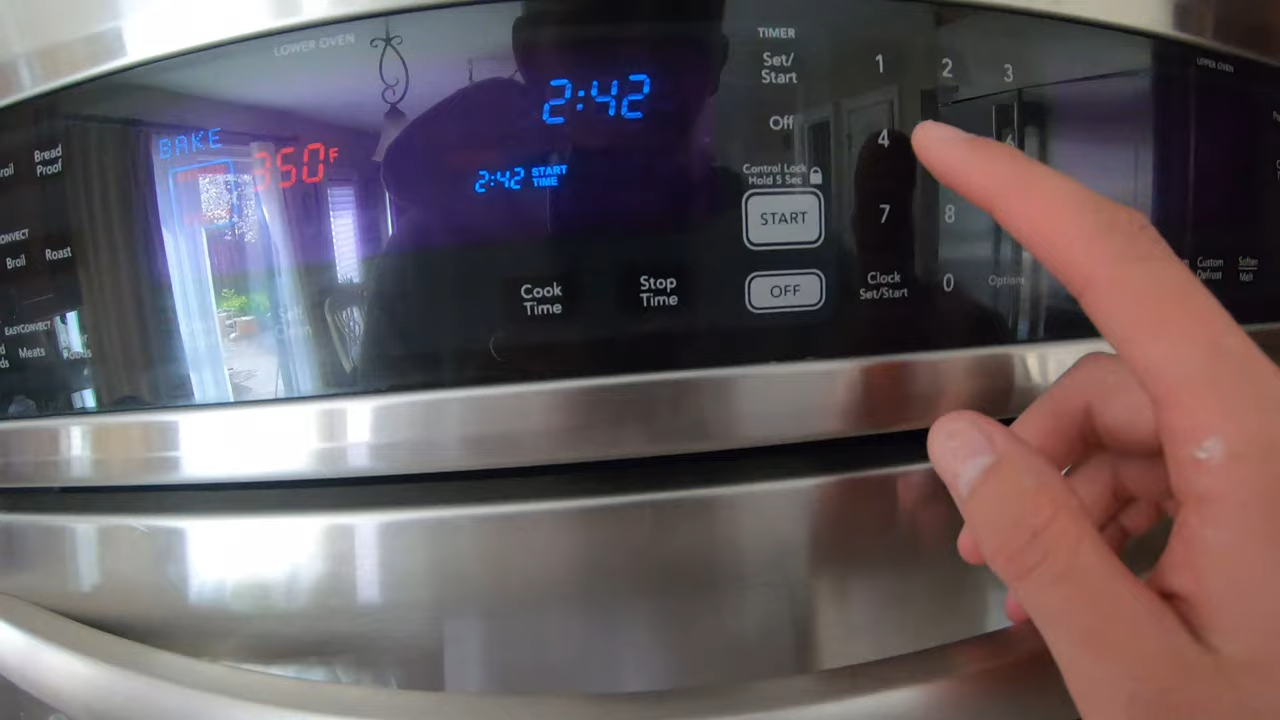 LOWER OVEN
BAKE
350°F
2:42
2:42 START
TIME
Bread
Proof
Broil
Roast
EASYCONVECT
Meats
Cook
Time
Stop
Time
TIMER
Set/
Start
Off
Control Lock
Hold 5 Sec
START
OFF
1 2 3
4
7 8
Clock
Set/Start
0
Options
UPPER OVEN
Custom
Defrost
Soften
Melt